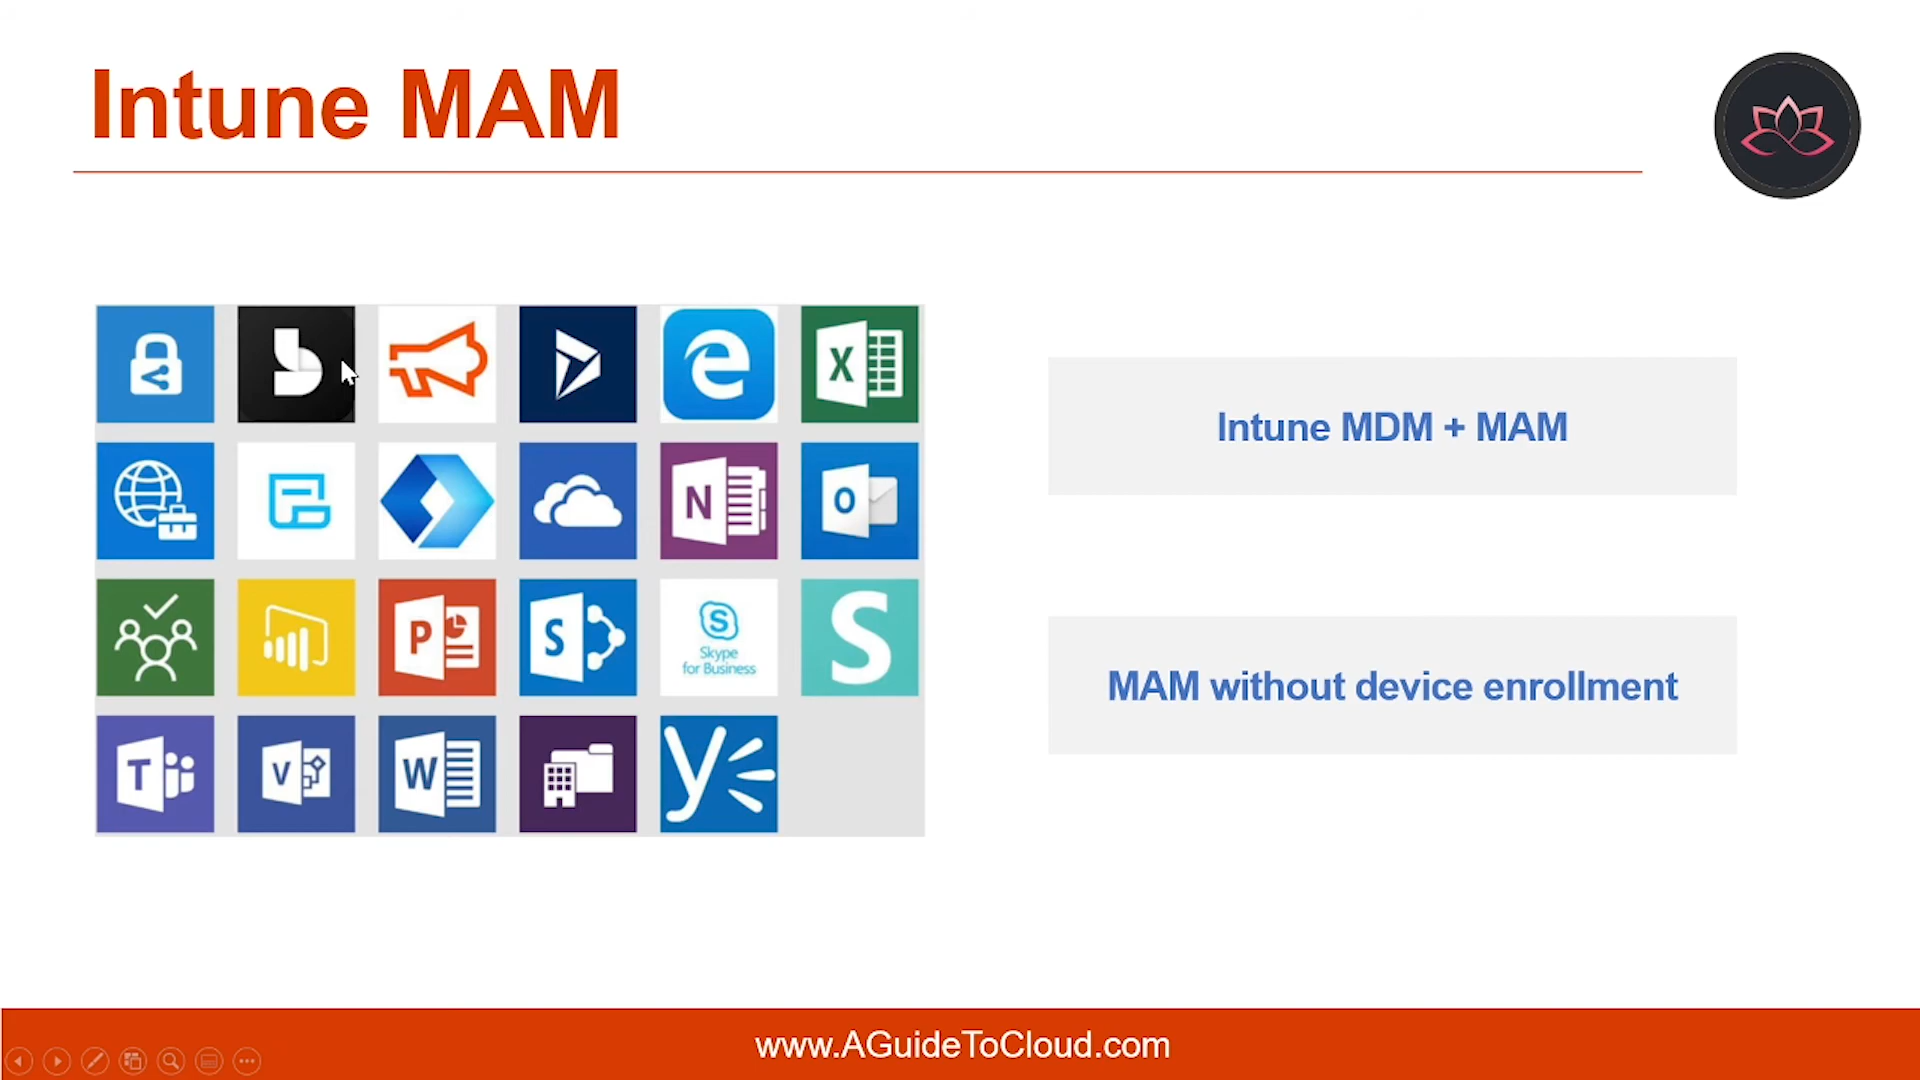 Intune MAM
X
N
O
P
S
S
Skype
for Business
S
T
V
W
y
Intune MDM + MAM
MAM without device enrollment
www.AGuideToCloud.com